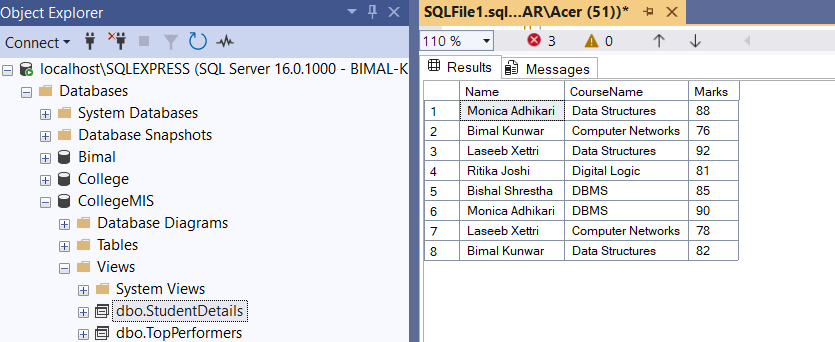 Object Explorer
Connect
localhost\SQLEXPRESS (SQL Server 16.0.1000 - BIMAL-K
Databases
System Databases
Database Snapshots
Bimal
College
CollegeMIS
Database Diagrams
Tables
Views
System Views
dbo.StudentDetails
dbo.TopPerformers
SQLFile1.sql...AR\Acer (51))*
110 % 3 0
Results Messages
Name CourseName Marks
1 Monica Adhikari Data Structures 88
2 Bimal Kunwar Computer Networks 76
3 Laseeb Xettri Data Structures 92
4 Ritika Joshi Digital Logic 81
5 Bishal Shrestha DBMS 85
6 Monica Adhikari DBMS 90
7 Laseeb Xettri Computer Networks 78
8 Bimal Kunwar Data Structures 82